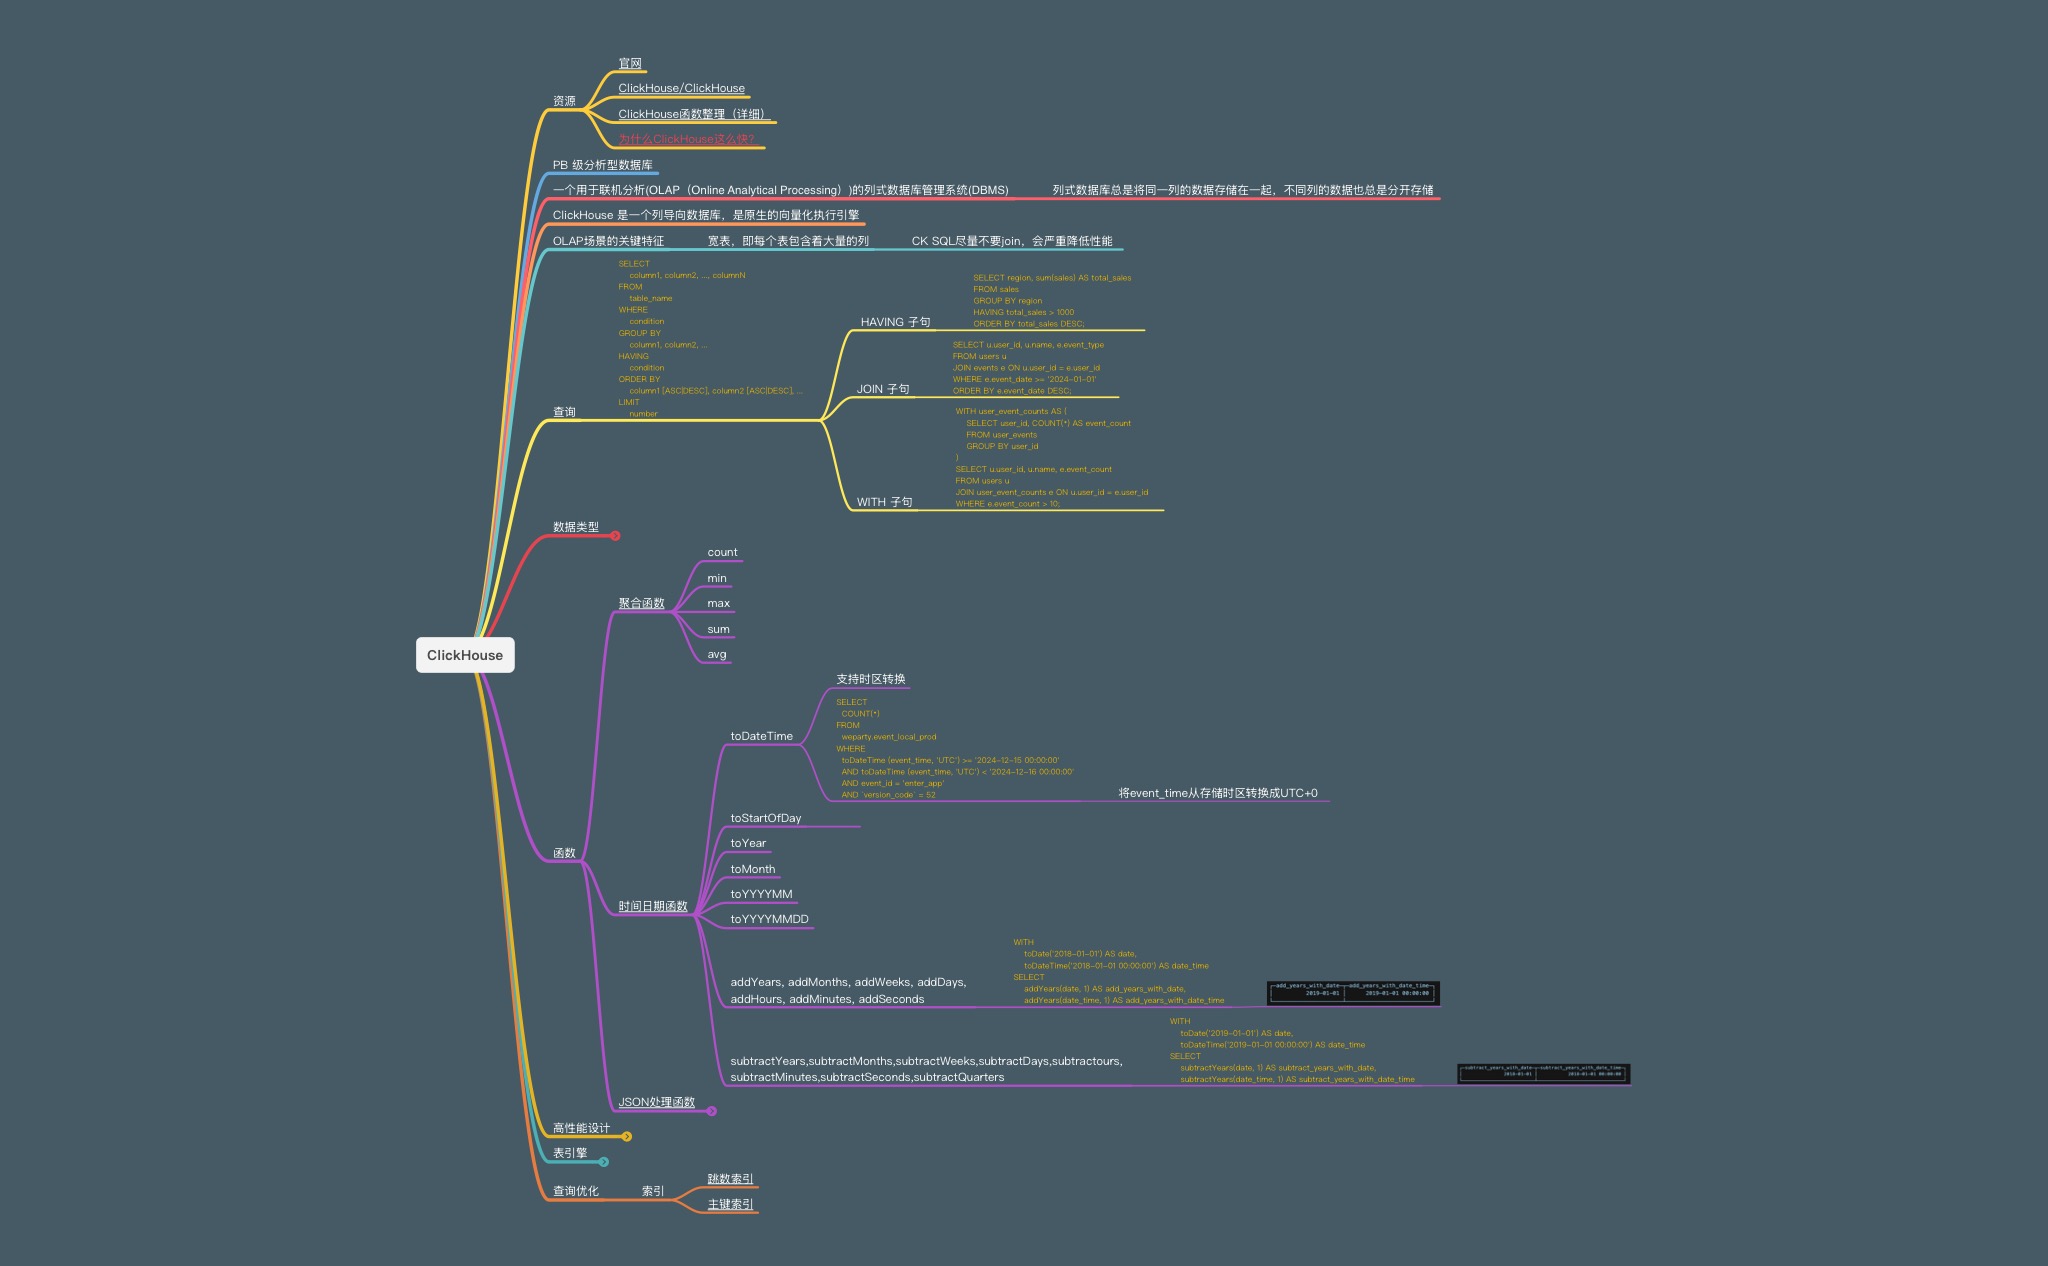 官网
ClickHouse/ClickHouse
资源
ClickHouse函数整理（详细）
为什么ClickHouse这么快?
PB 级分析型数据库
一个用于联机分析(OLAP（Online Analytical Processing）)的列式数据库管理系统(DBMS)
列式数据库总是将同一列的数据存储在一起，不同列的数据也总是分开存储
ClickHouse 是一个列导向数据库，是原生的向量化执行引擎
OLAP场景的关键特征
宽表，即每个表包含着大量的列
CK SQL尽量不要join，会严重降低性能
查询
SELECT
column1, column2, ..., columnN
FROM
table_name
WHERE
condition
GROUP BY
column1, column2, ...
HAVING
condition
ORDER BY
column1 [ASC|DESC], column2 [ASC|DESC], ...
LIMIT
number
HAVING 子句
SELECT region, sum(sales) AS total_sales
FROM sales
GROUP BY region
HAVING total_sales > 1000
ORDER BY total_sales DESC;
JOIN 子句
SELECT u.user_id, u.name, e.event_type
FROM users u
JOIN events e ON u.user_id = e.user_id
WHERE e.event_date >= '2024-01-01'
ORDER BY e.event_date DESC;
WITH 子句
WITH user_event_counts AS (
SELECT user_id, COUNT(*) AS event_count
FROM user_events
GROUP BY user_id
)
SELECT u.user_id, u.name, e.event_count
FROM users u
JOIN user_event_counts e ON u.user_id = e.user_id
WHERE e.event_count > 10;
数据类型
ClickHouse
函数
聚合函数
count
min
max
sum
avg
时间日期函数
toDateTime
支持时区转换
SELECT
COUNT(*)
FROM
weparty.event_local_prod
WHERE
toDateTime (event_time, 'UTC') >= '2024-12-15 00:00:00'
AND toDateTime (event_time, 'UTC') < '2024-12-16 00:00:00'
AND event_id = 'enter_app'
AND `version_code` = 52
将event_time从存储时区转换成UTC+0
toStartOfDay
toYear
toMonth
toYYYYMM
toYYYYMMDD
addYears, addMonths, addWeeks, addDays,
addHours, addMinutes, addSeconds
WITH
toDate('2018-01-01') AS date,
toDateTime('2018-01-01 00:00:00') AS date_time
SELECT
addYears(date, 1) AS add_years_with_date,
addYears(date_time, 1) AS add_years_with_date_time
add_years_with_date add_years_with_date_time
2019-01-01 2019-01-01 00:00:00
subtractYears,subtractMonths,subtractWeeks,subtractDays,subtractours,
subtractMinutes,subtractSeconds,subtractQuarters
WITH
toDate('2019-01-01') AS date,
toDateTime('2019-01-01 00:00:00') AS date_time
SELECT
subtractYears(date, 1) AS subtract_years_with_date,
subtractYears(date_time, 1) AS subtract_years_with_date_time
subtract_years_with_date subtract_years_with_date_time
2018-01-01 2018-01-01 00:00:00
JSON处理函数
高性能设计
表引擎
查询优化
索引
跳数索引
主键索引